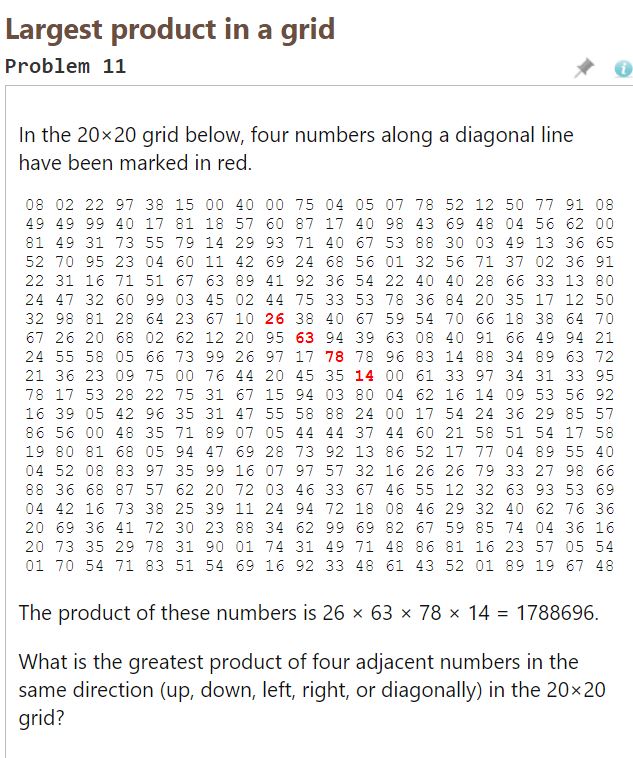 Largest product in a grid
Problem 11
In the 20×20 grid below, four numbers along a diagonal line
have been marked in red.
08 02 22 97 38 15 00 40 00 75 04 05 07 78 52 12 50 77 91 08
49 49 99 40 17 81 18 57 60 87 17 40 98 43 69 48 04 56 62 00
81 49 31 73 55 79 14 29 93 71 40 67 53 88 30 03 49 13 36 65
52 70 95 23 04 60 11 42 69 24 68 56 01 32 56 71 37 02 36 91
22 31 16 71 51 67 63 89 41 92 36 54 22 40 40 28 66 33 13 80
24 47 32 60 99 03 45 02 44 75 33 53 78 36 84 20 35 17 12 50
32 98 81 28 64 23 67 10 26 38 40 67 59 54 70 66 18 38 64 70
67 26 20 68 02 62 12 20 95 63 94 39 63 08 40 91 66 49 94 21
24 55 58 05 66 73 99 26 97 17 78 78 96 83 14 88 34 89 63 72
21 36 23 09 75 00 76 44 20 45 35 14 00 61 33 97 34 31 33 95
78 17 53 28 22 75 31 67 15 94 03 80 04 62 16 14 09 53 56 92
16 39 05 42 96 35 31 47 55 58 88 24 00 17 54 24 36 29 85 57
86 56 00 48 35 71 89 07 05 44 44 37 44 60 21 58 51 54 17 58
19 80 81 68 05 94 47 69 28 73 92 13 86 52 17 77 04 89 55 40
04 52 08 83 97 35 99 16 07 97 57 32 16 26 26 79 33 27 98 66
88 36 68 87 57 62 20 72 03 46 33 67 46 55 12 32 63 93 53 69
04 42 16 73 38 25 39 11 24 94 72 18 08 46 29 32 40 62 76 36
20 69 36 41 72 30 23 88 34 62 99 69 82 67 59 85 74 04 36 16
20 73 35 29 78 31 90 01 74 31 49 71 48 86 81 16 23 57 05 54
01 70 54 71 83 51 54 69 16 92 33 48 61 43 52 01 89 19 67 48
The product of these numbers is 26 × 63 × 78 × 14 = 1788696.
What is the greatest product of four adjacent numbers in the
same direction (up, down, left, right, or diagonally) in the 20×20
grid?